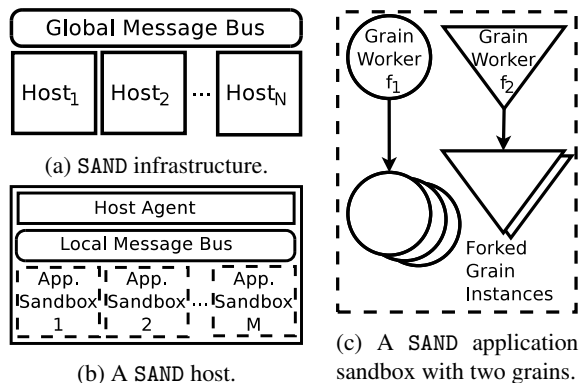 Global Message Bus
Host1
Host2
...
HostN
(a) SAND infrastructure.
Host Agent
Local Message Bus
App.
Sandbox
1
App.
Sandbox
2
...
App.
Sandbox
M
(b) A SAND host.
Grain
Worker
f1
Grain
Worker
f2
Forked
Grain
Instances
(c) A SAND application
sandbox with two grains.